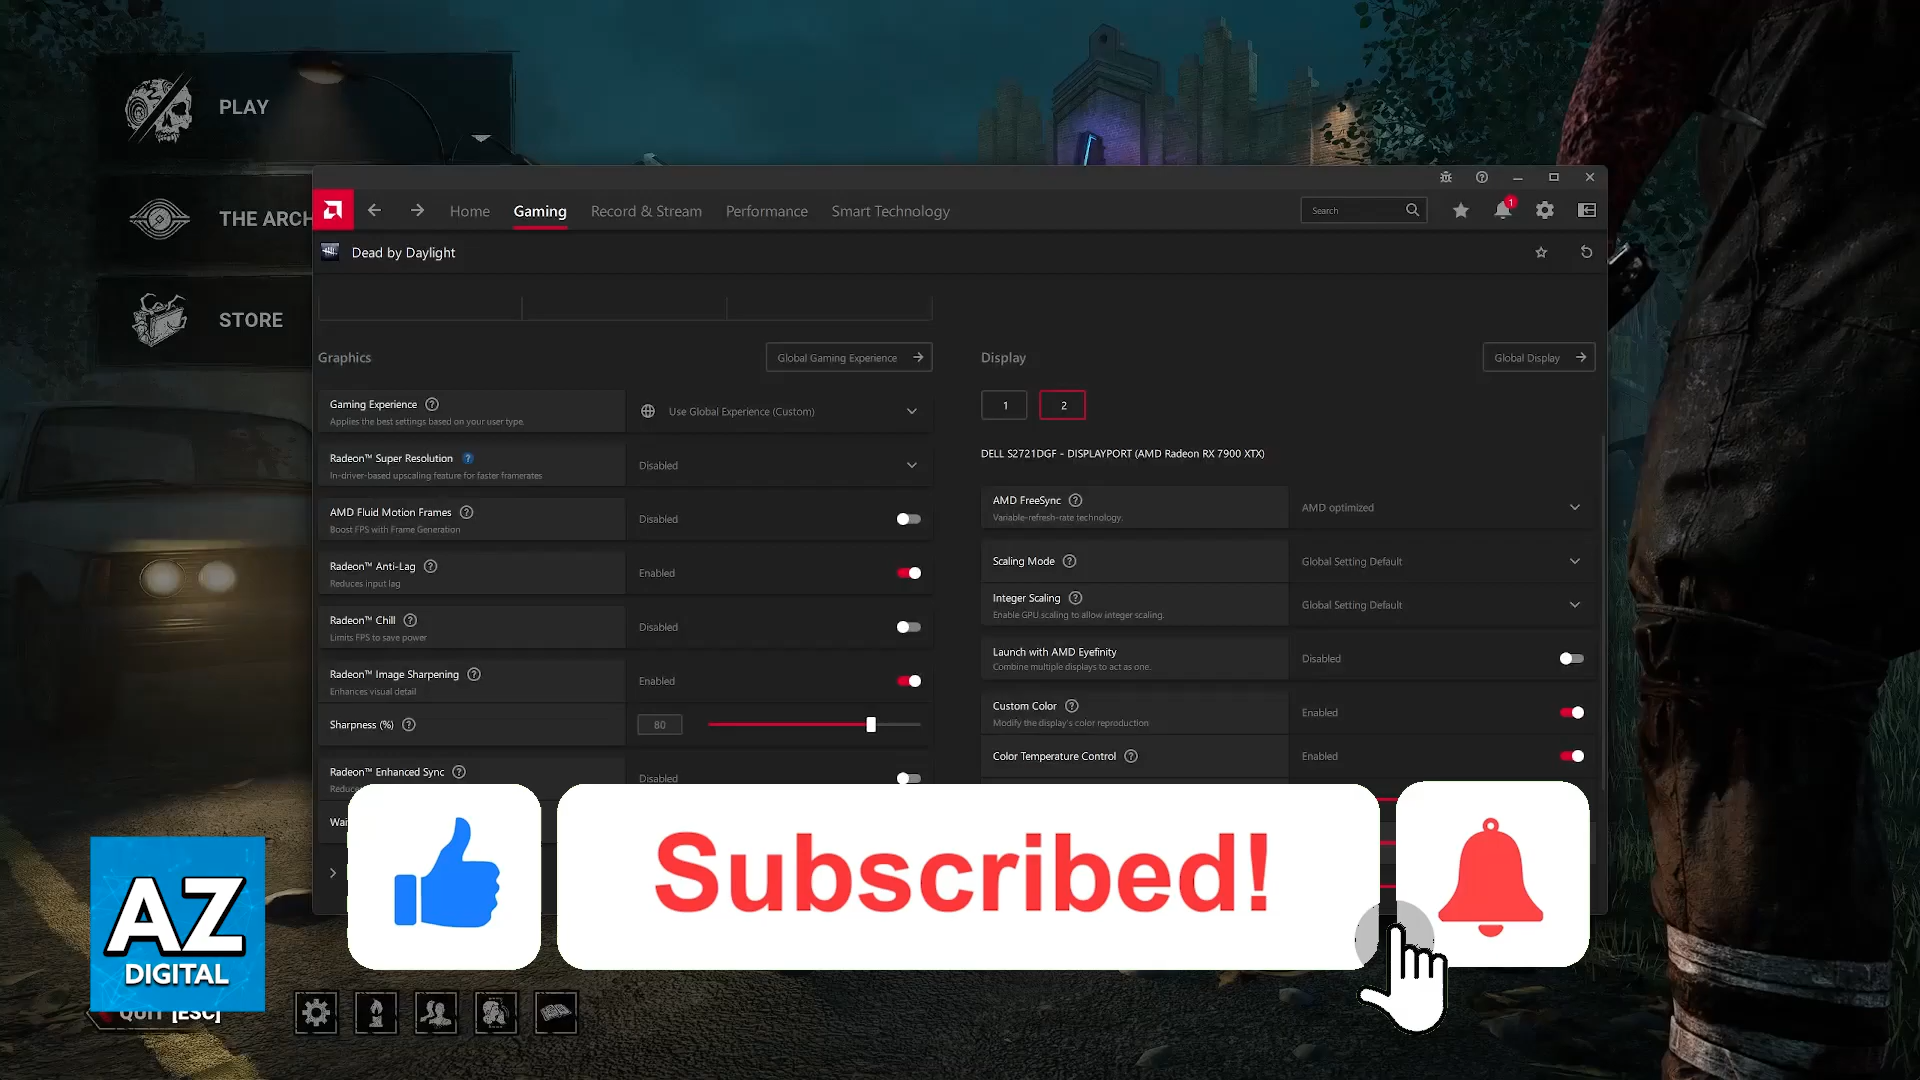 PLAY
THE ARCH
STORE
Home
Gaming
Record & Stream
Performance
Smart Technology
Search
1
Dead by Daylight
Graphics
Global Gaming Experience
Gaming Experience
Applies the best settings based on your user type.
Use Global Experience (Custom)
Radeon™ Super Resolution
In-driver-based upscaling feature for faster framerates
Disabled
AMD Fluid Motion Frames
Boost FPS with Frame Generation
Disabled
Radeon™ Anti-Lag
Reduces input lag
Enabled
Radeon™ Chill
Limits FPS to save power
Disabled
Radeon™ Image Sharpening
Enhances visual detail
Enabled
Sharpness (%)
80
Radeon™ Enhanced Sync
Reduce
Disabled
Wai
Display
Global Display
1
2
DELL S2721DGF - DISPLAYPORT (AMD Radeon RX 7900 XTX)
AMD FreeSync
Variable-refresh-rate technology.
AMD optimized
Scaling Mode
Global Setting Default
Integer Scaling
Enable GPU scaling to allow integer scaling.
Global Setting Default
Launch with AMD Eyefinity
Combine multiple displays to act as one.
Disabled
Custom Color
Modify the display's color reproduction
Enabled
Color Temperature Control
Enabled
Subscribed!
AZ
DIGITAL
QUIT [ESC]